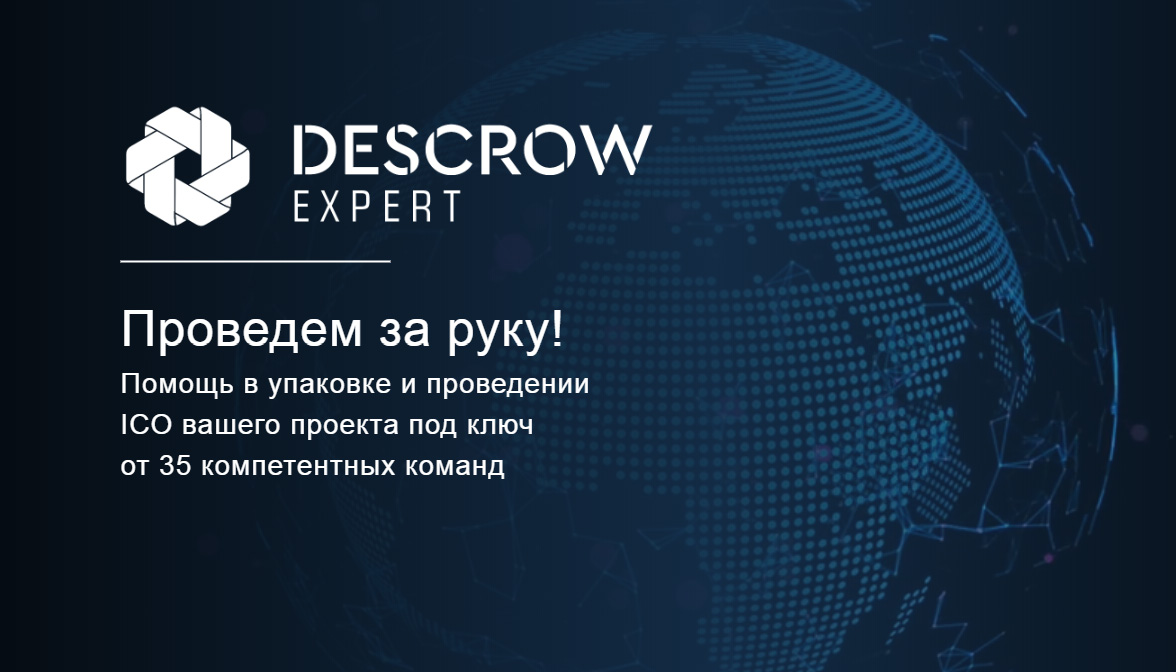 DESCROW
EXPERT
Проведем за руку!
Помощь в упаковке и проведении
ICO вашего проекта под ключ
от 35 компетентных команд